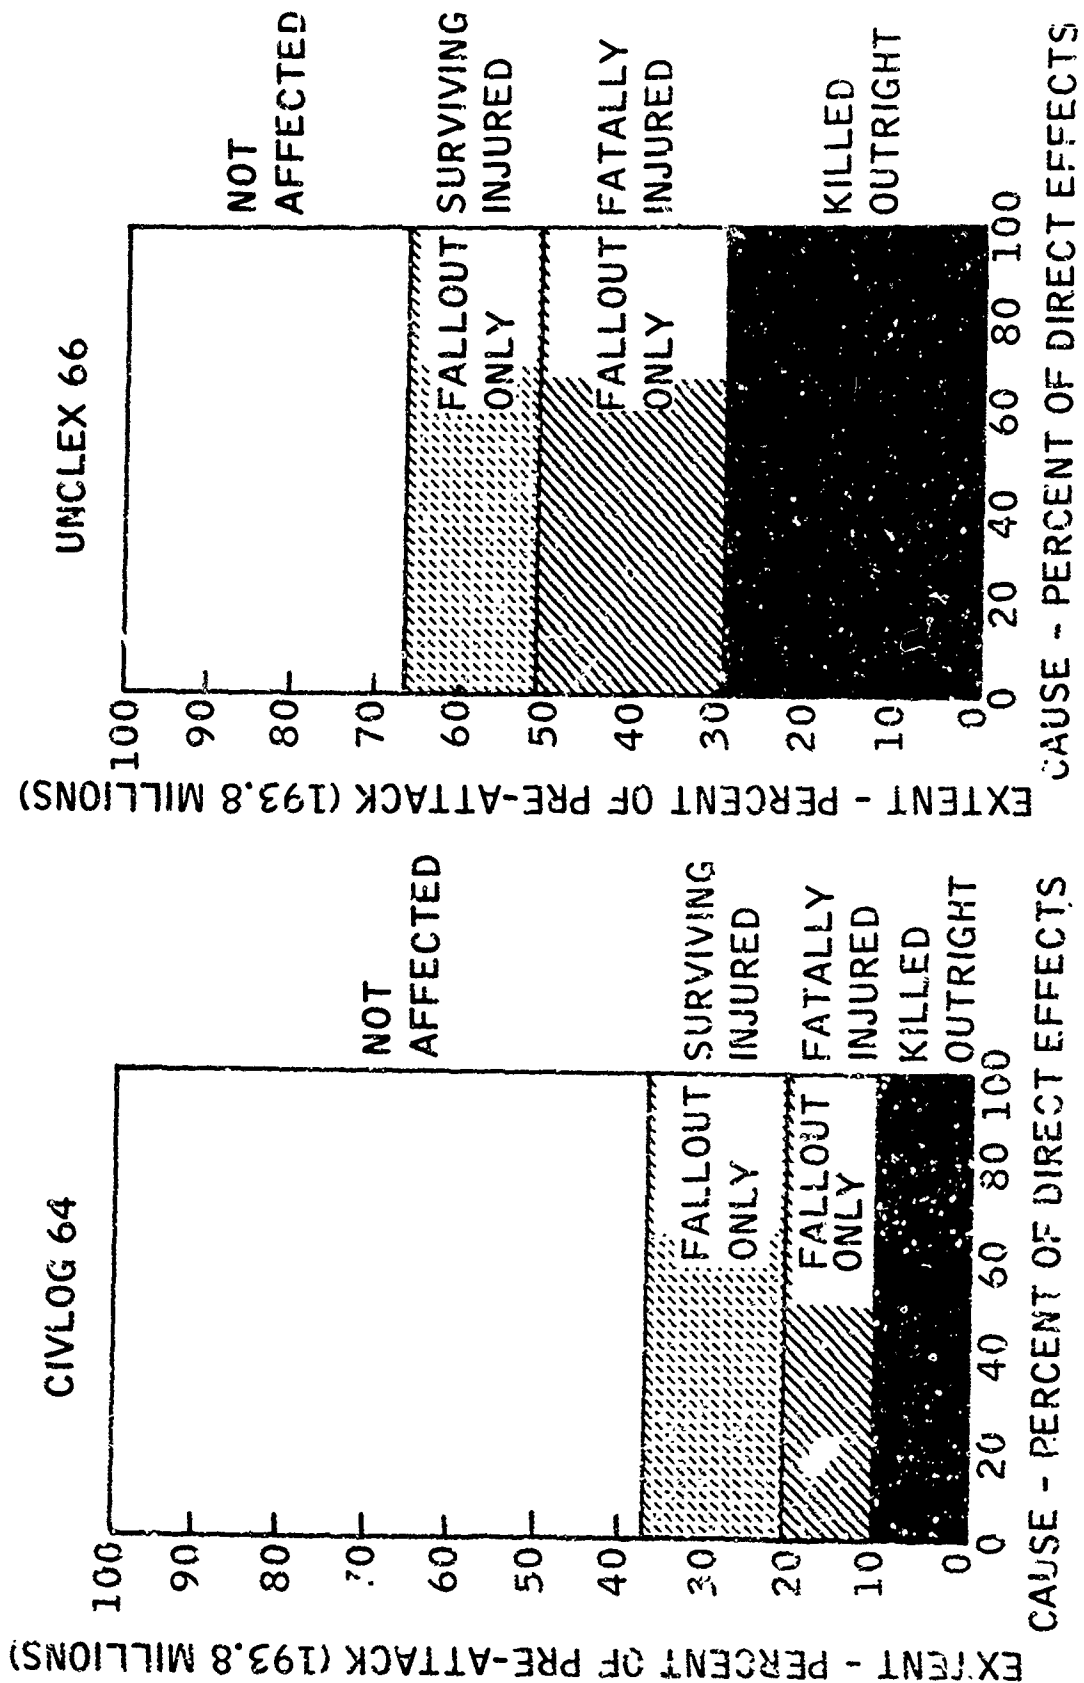 CIVLOG 64
EXTENT - PERCENT OF PRE-ATTACK (193.8 MILLIONS)
100
90
80
70
60
50
40
30
20
10
0
NOT
AFFECTED
FALLOUT
ONLY
SURVIVING
INJURED
FALLOUT
ONLY
FATALLY
INJURED
KILLED
OUTRIGHT
0 20 40 60 80 100
CAUSE - PERCENT OF DIRECT EFFECTS
UNCLEX 66
EXTENT - PERCENT OF PRE-ATTACK (193.8 MILLIONS)
100
90
80
70
60
50
40
30
20
10
0
NOT
AFFECTED
FALLOUT
ONLY
SURVIVING
INJURED
FALLOUT
ONLY
FATALLY
INJURED
KILLED
OUTRIGHT
0 20 40 60 80 100
CAUSE - PERCENT OF DIRECT EFFECTS